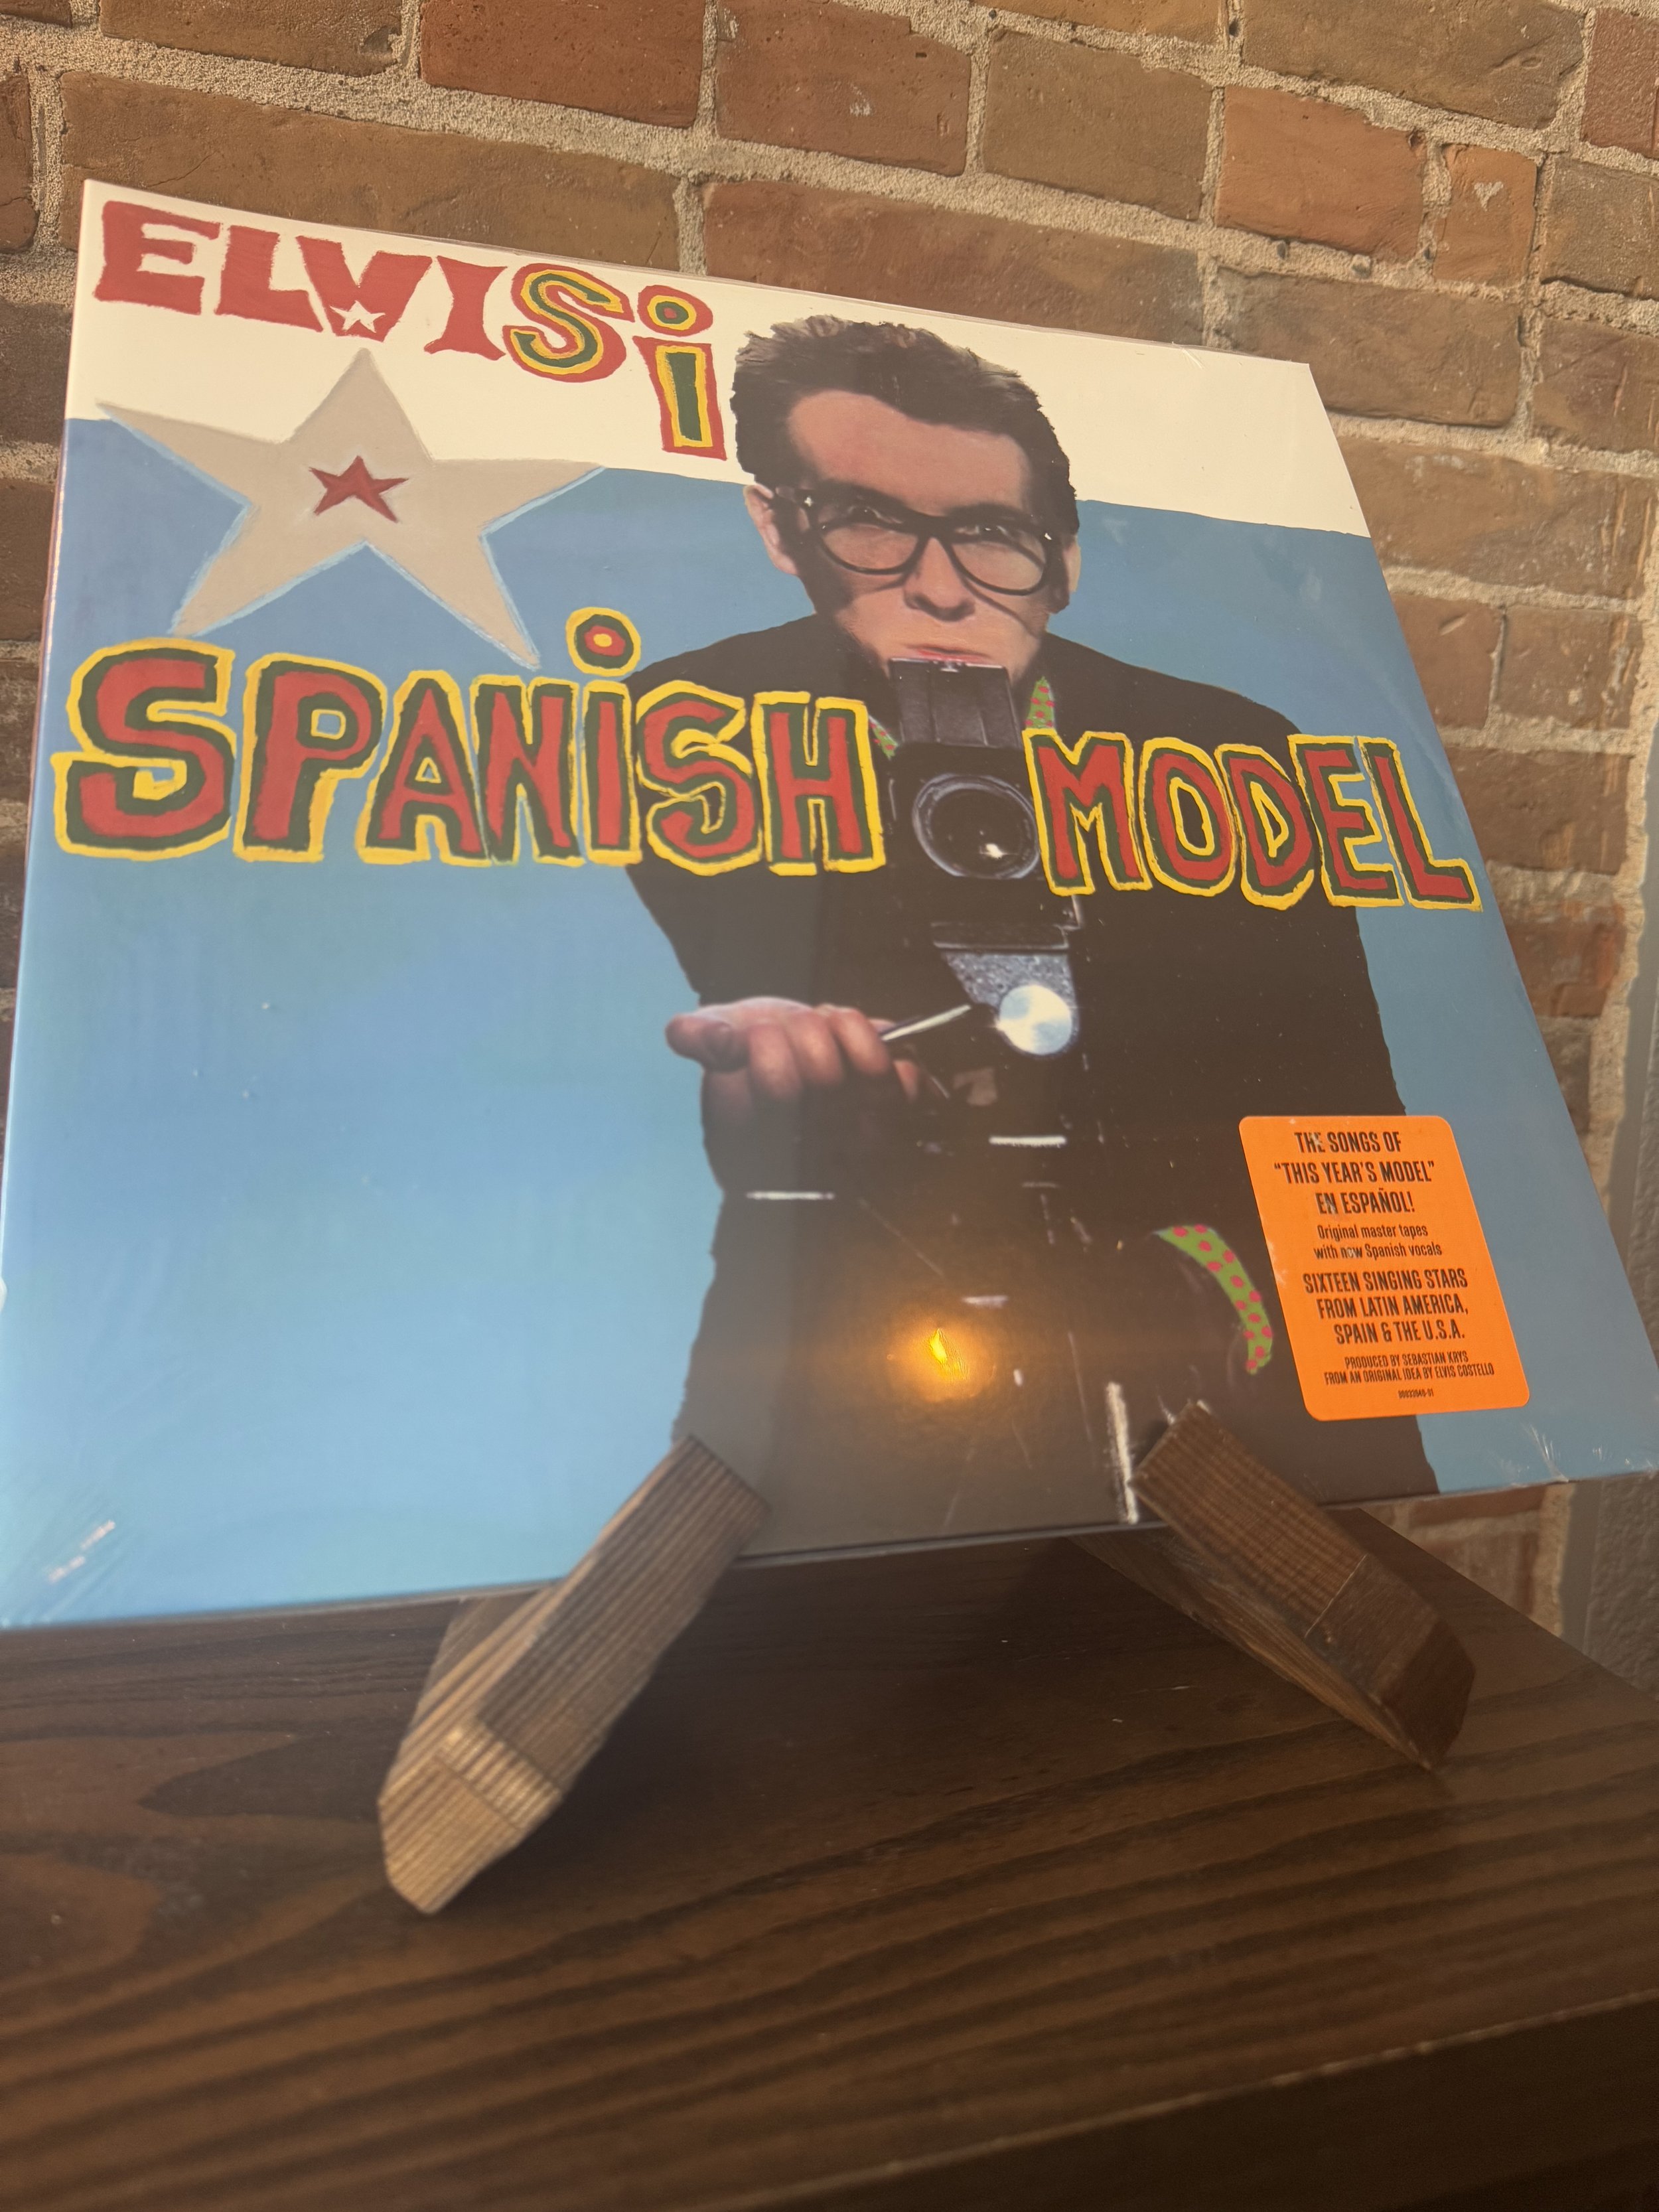 ELVISi
SPANiSH MODEL
THE SONGS OF
"THIS YEAR'S MODEL"
EN ESPAÑOL!
Original master tapes
with new Spanish vocals
SIXTEEN SINGING STARS
FROM LATIN AMERICA,
SPAIN & THE U.S.A.
PRODUCED BY SEBASTIAN KRYS
FROM AN ORIGINAL IDEA BY ELVIS COSTELLO